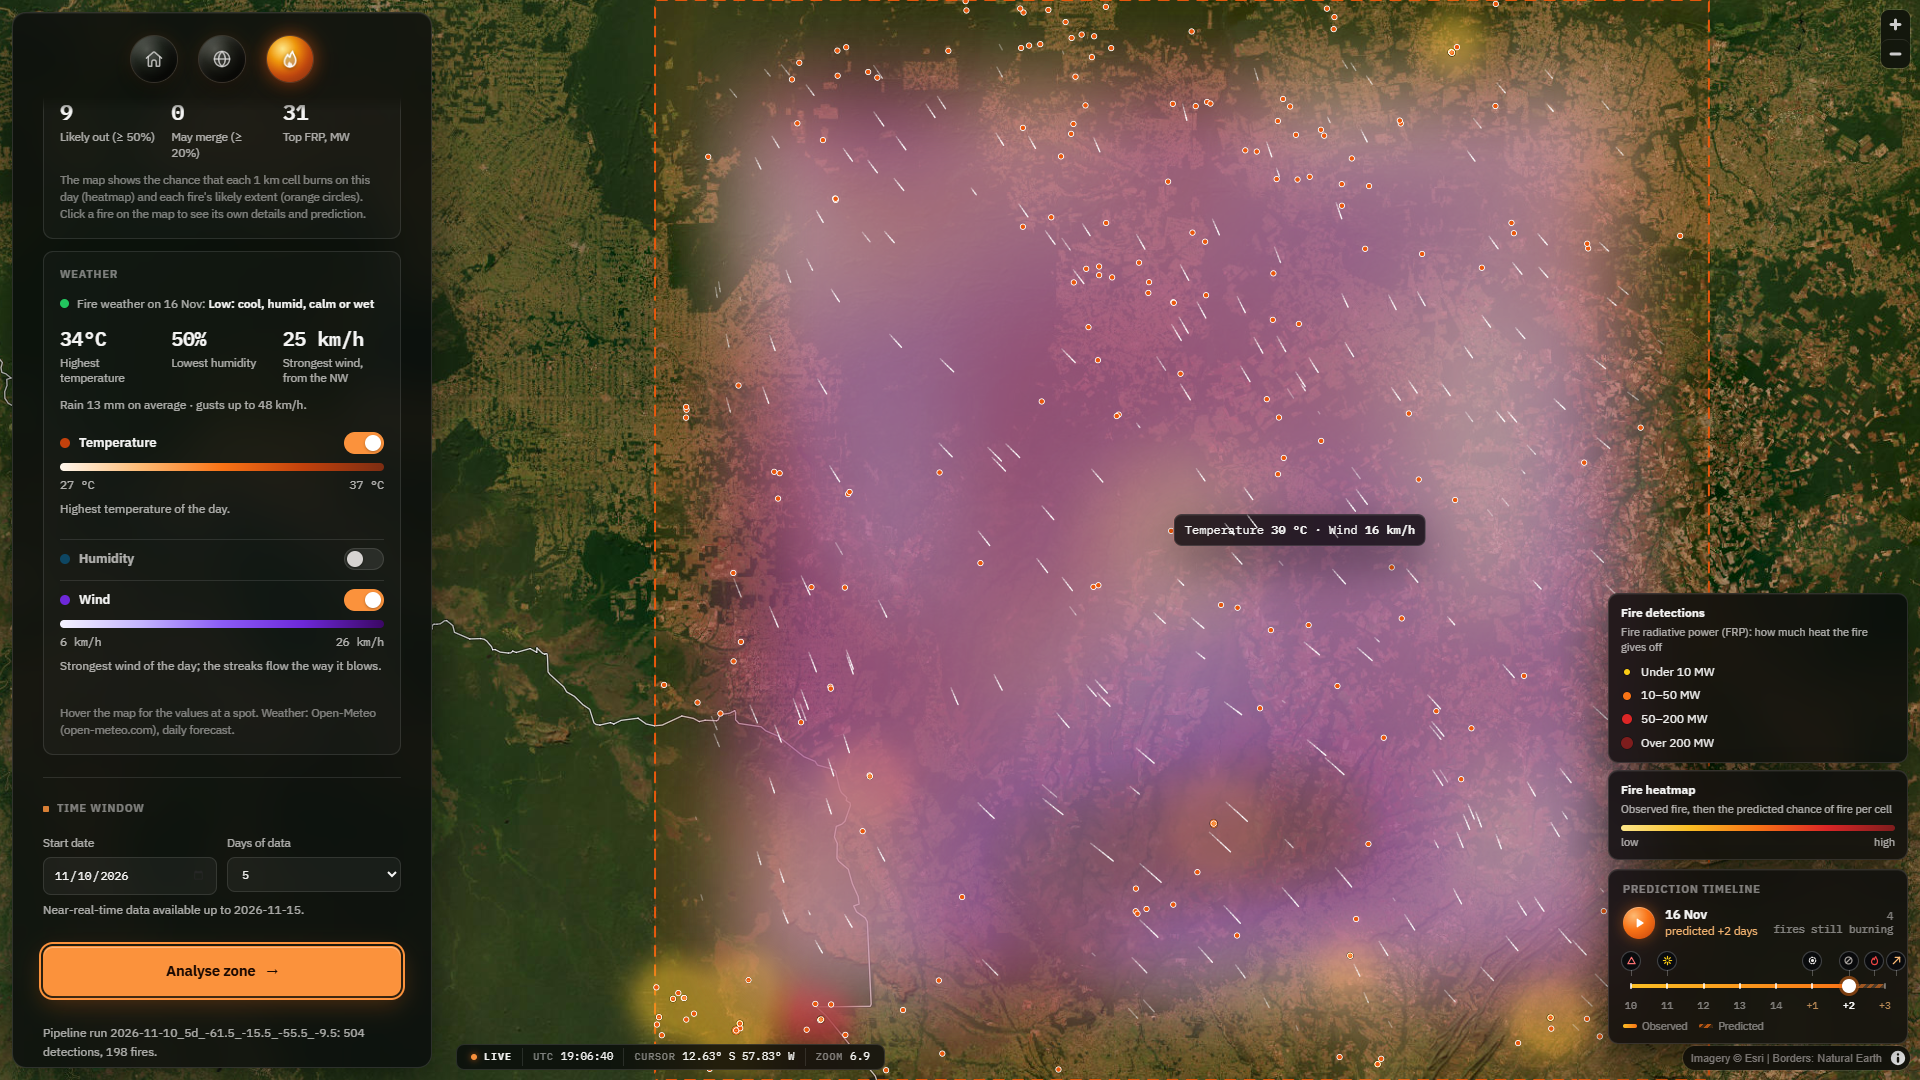 9
0
31
Likely out (≥ 50%)
May merge (≥ 20%)
Top FRP, MW
The map shows the chance that each 1 km cell burns on this
day (heatmap) and each fire's likely extent (orange circles).
Click a fire on the map to see its own details and prediction.
WEATHER
Fire weather on 16 Nov: Low: cool, humid, calm or wet
34°C
50%
25 km/h
Highest temperature
Lowest humidity
Strongest wind, from the NW
Rain 13 mm on average · gusts up to 48 km/h.
Temperature
27 °C
37 °C
Highest temperature of the day.
Humidity
Wind
6 km/h
26 km/h
Strongest wind of the day; the streaks flow the way it blows.
Hover the map for the values at a spot. Weather: Open-Meteo
(open-meteo.com), daily forecast.
TIME WINDOW
Start date
Days of data
11/10/2026
5
Near-real-time data available up to 2026-11-15.
Analyse zone →
Pipeline run 2026-11-10_5d_-61.5_-15.5_-55.5_-9.5: 504
detections, 198 fires.
Temperature 30 °C · Wind 16 km/h
LIVE
UTC 19:06:40
CURSOR 12.63° S 57.83° W
ZOOM 6.9
+
−
Fire detections
Fire radiative power (FRP): how much heat the fire
gives off
Under 10 MW
10–50 MW
50–200 MW
Over 200 MW
Fire heatmap
Observed fire, then the predicted chance of fire per cell
low
high
PREDICTION TIMELINE
16 Nov
predicted +2 days
4
fires still burning
10
11
12
13
14
+1
+2
+3
Observed
Predicted
Imagery © Esri | Borders: Natural Earth